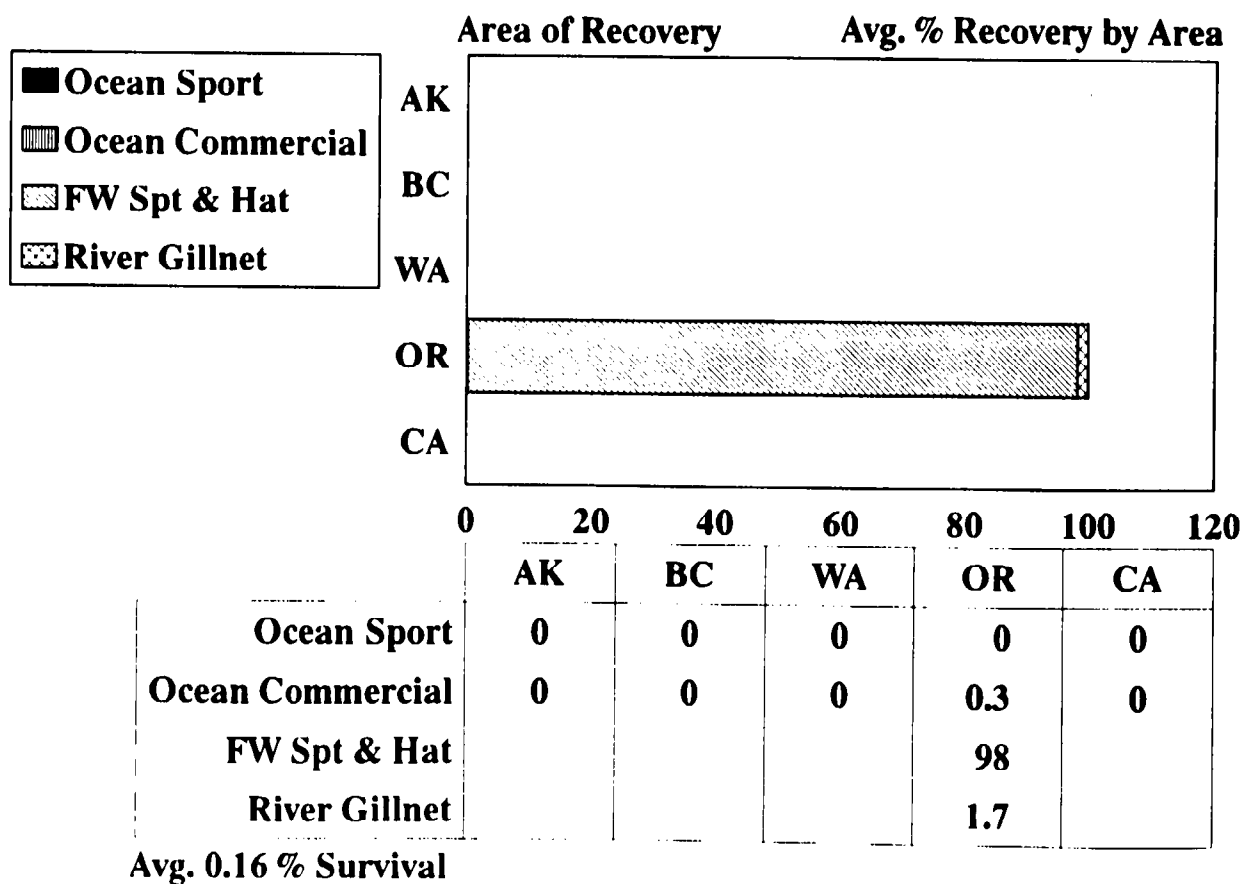 Area of Recovery Avg. % Recovery by Area
Ocean Sport
Ocean Commercial
FW Spt & Hat
River Gillnet
AK
BC
WA
OR
CA
0 20 40 60 80 100 120
AK BC WA OR CA
Ocean Sport 0 0 0 0 0
Ocean Commercial 0 0 0 0.3 0
FW Spt & Hat 98
River Gillnet 1.7
Avg. 0.16 % Survival